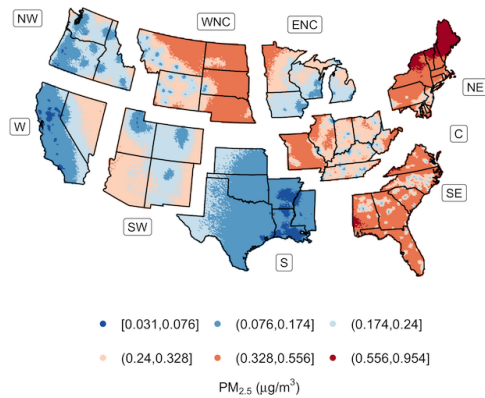 NW
WNC
ENC
NE
W
C
SE
SW
S
[0.031,0.076]
(0.076,0.174]
(0.174,0.24]
(0.24,0.328]
(0.328,0.556]
(0.556,0.954]
PM2.5 (μg/m³)